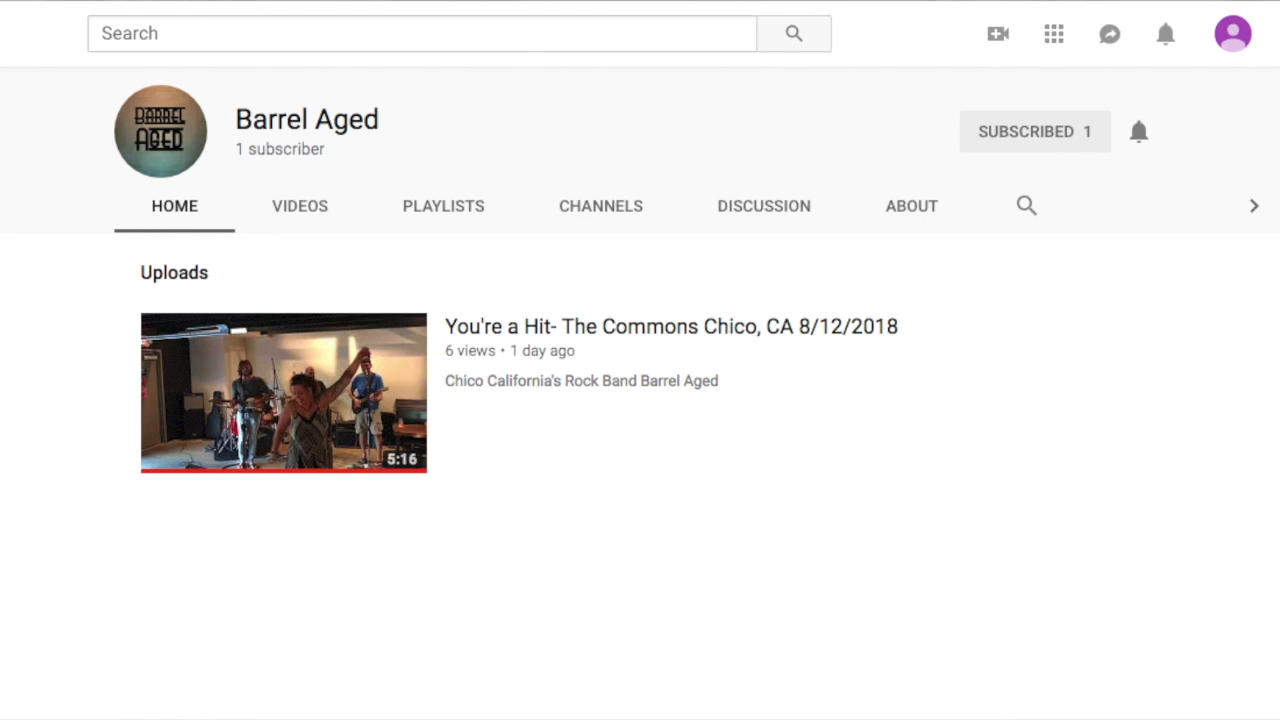 Search
BARREL
AGED
Barrel Aged
1 subscriber
SUBSCRIBED 1
HOME VIDEOS PLAYLISTS CHANNELS DISCUSSION ABOUT
Uploads
You're a Hit- The Commons Chico, CA 8/12/2018
6 views • 1 day ago
Chico California's Rock Band Barrel Aged
5:16